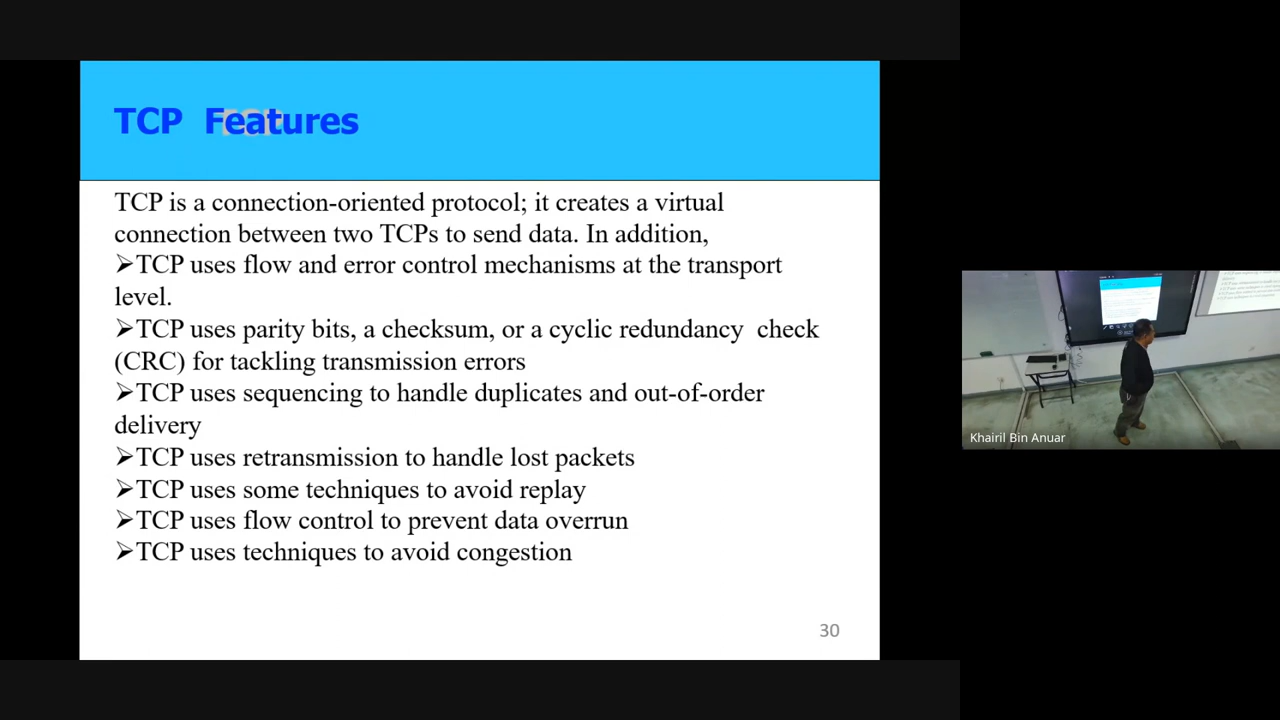 TCP Features
TCP is a connection-oriented protocol; it creates a virtual
connection between two TCPs to send data. In addition,
➢TCP uses flow and error control mechanisms at the transport
level.
➢TCP uses parity bits, a checksum, or a cyclic redundancy check
(CRC) for tackling transmission errors
➢TCP uses sequencing to handle duplicates and out-of-order
delivery
➢TCP uses retransmission to handle lost packets
➢TCP uses some techniques to avoid replay
➢TCP uses flow control to prevent data overrun
➢TCP uses techniques to avoid congestion
30
Khairil Bin Anuar